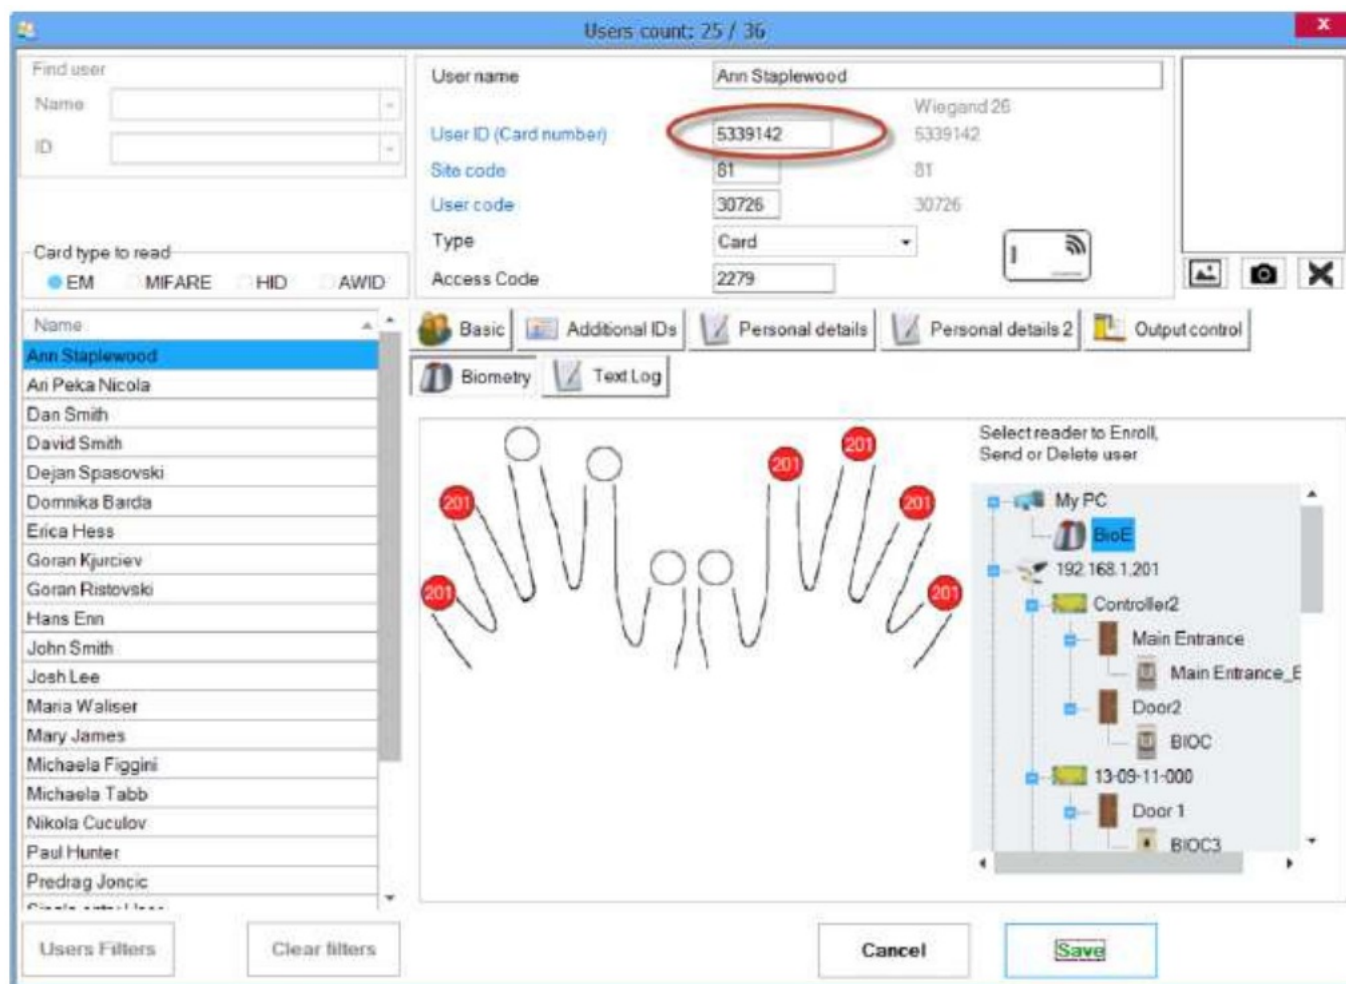 Users count: 25 / 36
x
Find user
Name
ID
User name
Ann Staplewood
Wiegand 26
User ID (Card number)
5339142
5339142
Site code
81
81
User code
30726
30726
Type
Card
Access Code
2279
Card type to read
EM MIFARE HID AWID
Basic
Additional IDs
Personal details
Personal details 2
Output control
Biometry
Text Log
Name
Ann Staplewood
Ari Peka Nicola
Dan Smith
David Smith
Dejan Spasovski
Domnika Barda
Erica Hess
Goran Kjurciev
Goran Ristovski
Hans Enn
John Smith
Josh Lee
Maria Waliser
Mary James
Michaela Figgini
Michaela Tabb
Nikola Cuculov
Paul Hunter
Predrag Joncic
201
201
201
201
201
201
Select reader to Enroll,
Send or Delete user
My PC
BioE
192.168.1.201
Controller2
Main Entrance
Main Entrance_E
Door2
BIOC
13-09-11-000
Door 1
BIOC3
Users Filters
Clear filters
Cancel
Save